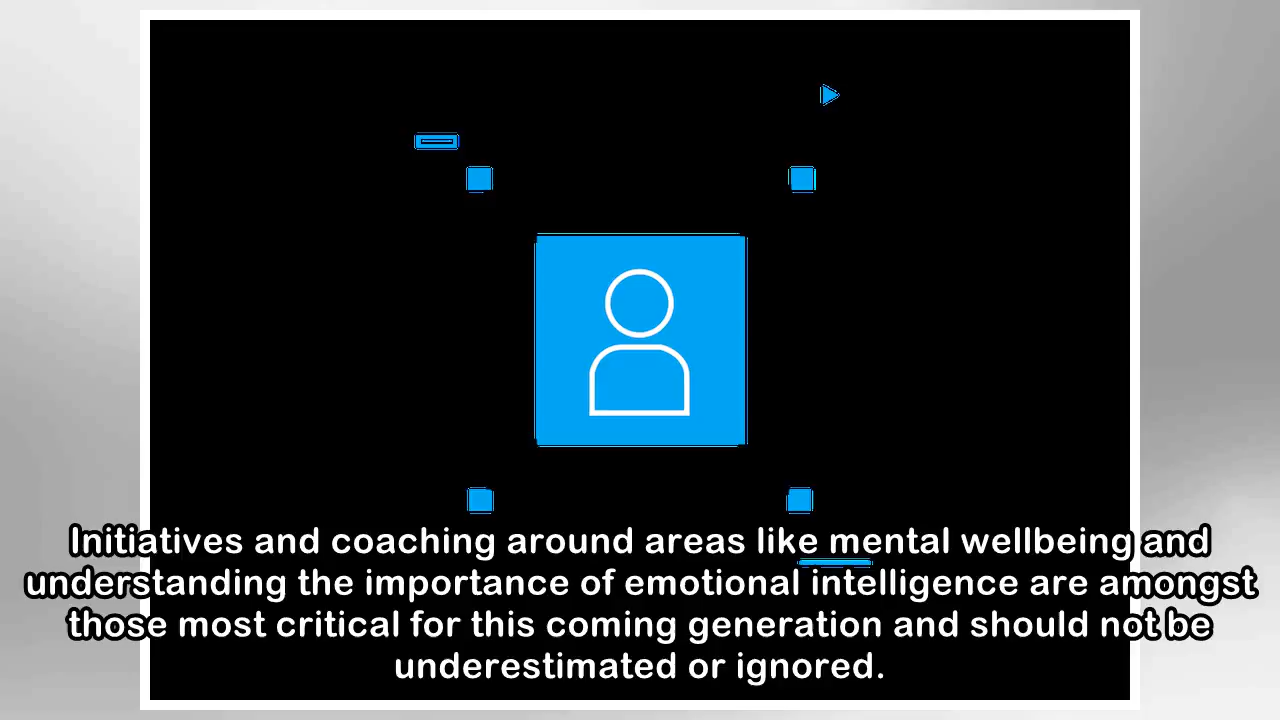 Initiatives and coaching around areas like mental wellbeing and
understanding the importance of emotional intelligence are amongst
those most critical for this coming generation and should not be
underestimated or ignored.